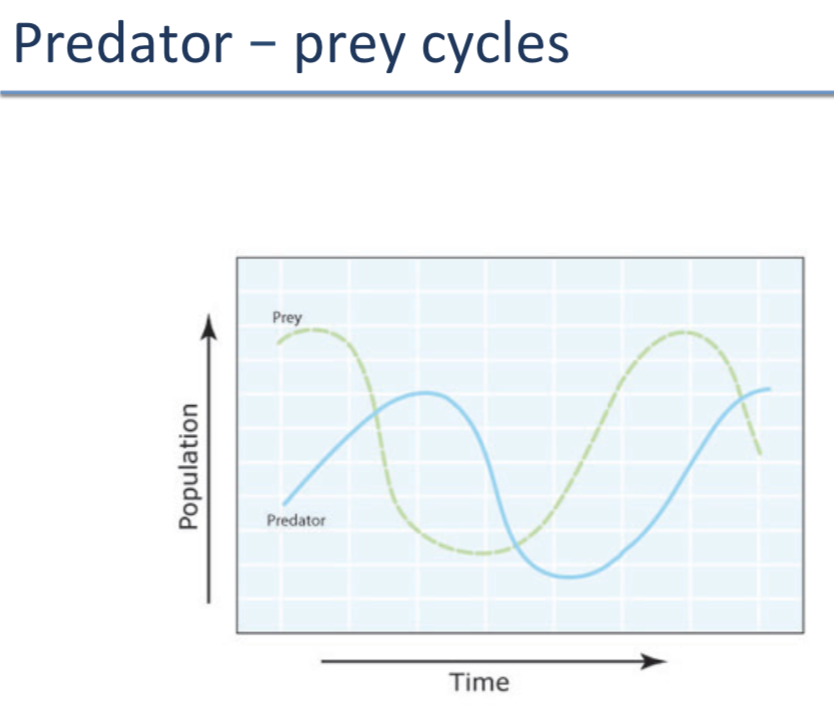 Predator – prey cycles
Prey
Population
Predator
Time